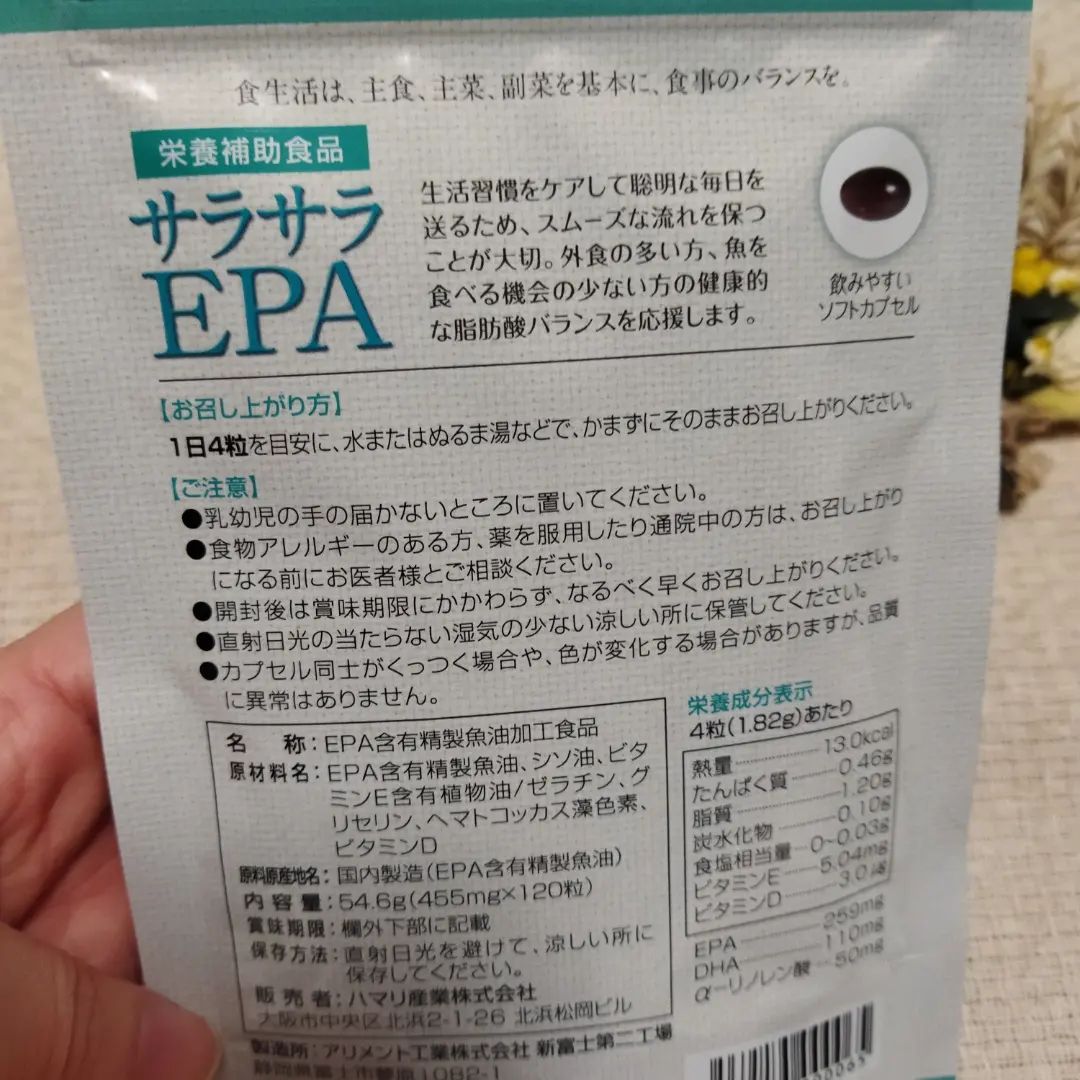 食生活は、主食、主菜、副菜を基本に、食事のバランスを。
栄養補助食品
サラサラ
EPA
生活習慣をケアして聡明な毎日を
送るため、スムーズな流れを保つ
ことが大切。外食の多い方、魚を
食べる機会の少ない方の健康的
な脂肪酸バランスを応援します。
飲みやすい
ソフトカプセル
【お召し上がり方】
1日4粒を目安に、水またはぬるま湯などで、かまずにそのままお召し上がりください。
【ご注意】
●乳幼児の手の届かないところに置いてください。
●食物アレルギーのある方、薬を服用したり通院中の方は、お召し上がり
になる前にお医者様とご相談ください。
●開封後は賞味期限にかかわらず、なるべく早くお召し上がりください。
●直射日光の当たらない湿気の少ない涼しい所に保管してください。
●カプセル同士がくっつく場合や、色が変化する場合がありますが、品質
に異常はありません。
名 称：EPA含有精製魚油加工食品
原材料名：EPA含有精製魚油、シソ油、ビタ
ミンE含有植物油/ゼラチン、グ
リセリン、ヘマトコッカス藻色素、
ビタミンD
原料原産地名：国内製造（EPA含有精製魚油）
内容量：54.6g（455mg×120粒）
賞味期限：欄外下部に記載
保存方法：直射日光を避けて、涼しい所に
保存してください。
販売者：ハマリ産業株式会社
大阪市中央区北浜2-1-26 北浜松岡ビル
製造所：アリメント工業株式会社 新富士第二工場
静岡県富士市蓼原1082-1
栄養成分表示
4粒（1.82g）あたり
熱量 13.0kcal
たんぱく質 0.46g
脂質 1.20g
炭水化物 0.10g
食塩相当量 0~0.03g
ビタミンE 5.04mg
ビタミンD 3.0μg
EPA 259mg
DHA 110mg
α-リノレン酸 50mg